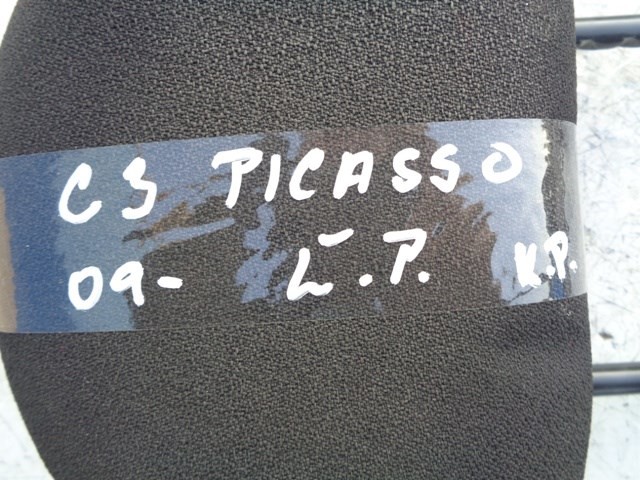 C3 PICASSO
09- L.P. K.P.